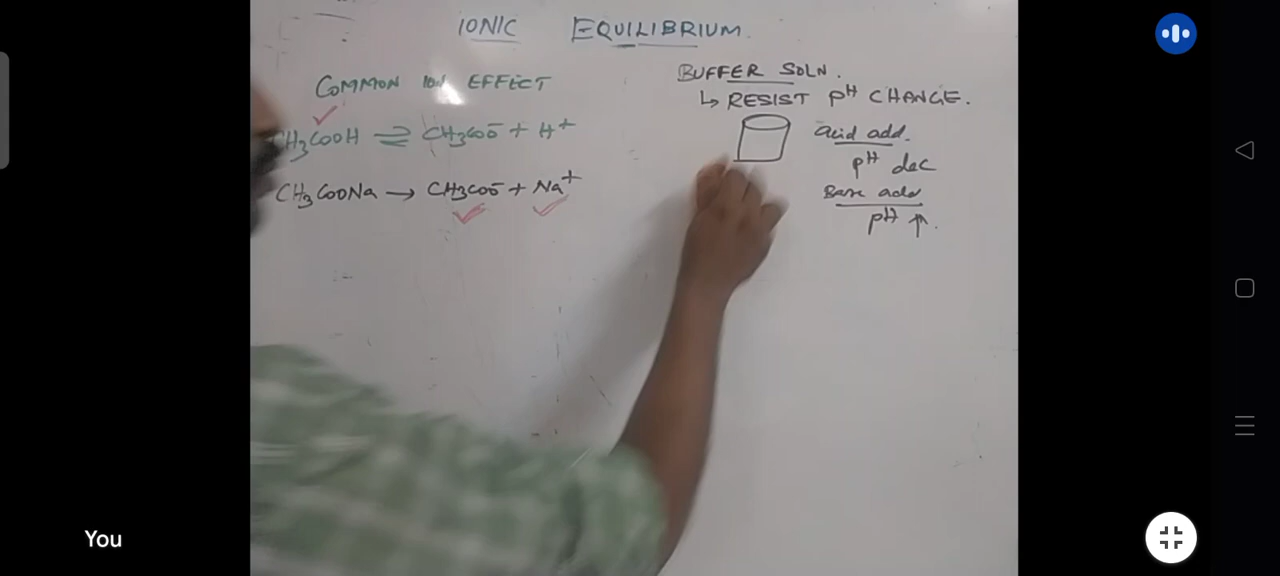 IONIC EQUILIBRIUM.
COMMON ION EFFECT
CH3COOH ⇌ CH3COO⁻ + H+
CH3COONa → CH3COO⁻ + Na+
BUFFER SOLN.
↳ RESIST PH CHANGE.
Acid add.
PH dec
Base add
PH ↑.
You